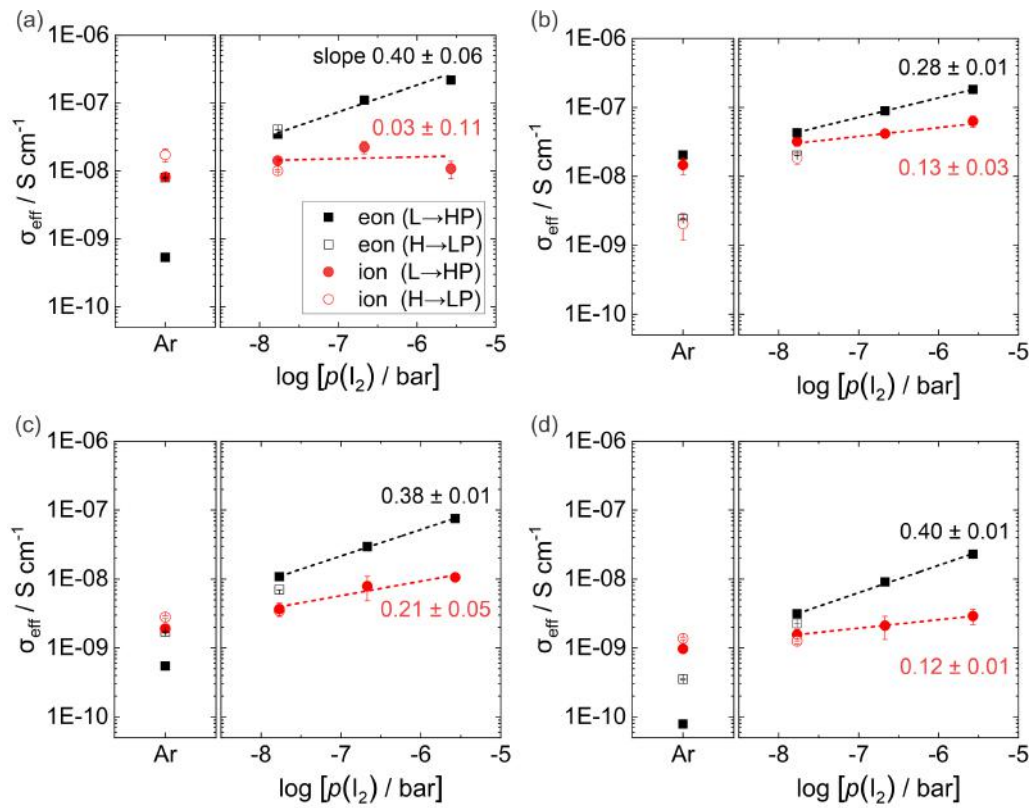 (a)
1E-06
1E-07
1E-08
1E-09
1E-10
σeff / S cm-1
slope 0.40 ± 0.06
0.03 ± 0.11
eon (L→HP)
eon (H→LP)
ion (L→HP)
ion (H→LP)
Ar
-8 -7 -6 -5
log [p(I2) / bar]
(b)
1E-06
1E-07
1E-08
1E-09
1E-10
σeff / S cm-1
0.28 ± 0.01
0.13 ± 0.03
Ar
-8 -7 -6 -5
log [p(I2) / bar]
(c)
1E-06
1E-07
1E-08
1E-09
1E-10
σeff / S cm-1
0.38 ± 0.01
0.21 ± 0.05
Ar
-8 -7 -6 -5
log [p(I2) / bar]
(d)
1E-06
1E-07
1E-08
1E-09
1E-10
σeff / S cm-1
0.40 ± 0.01
0.12 ± 0.01
Ar
-8 -7 -6 -5
log [p(I2) / bar]